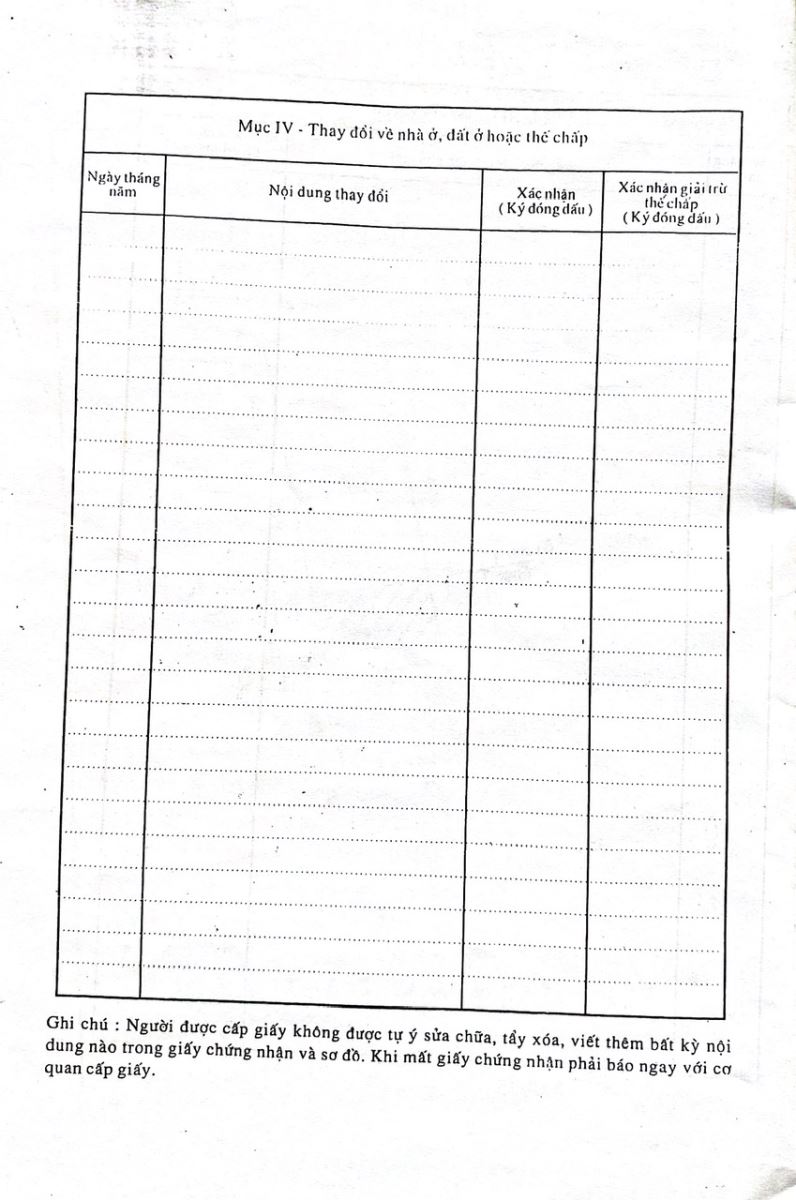 Mục IV - Thay đổi về nhà ở, đất ở hoặc thế chấp
Ngày tháng
năm
Nội dung thay đổi
Xác nhận
( Ký đóng dấu )
Xác nhận giải trừ
thế chấp
( Ký đóng dấu )
Ghi chú : Người được cấp giấy không được tự ý sửa chữa, tẩy xóa, viết thêm bất kỳ nội
dung nào trong giấy chứng nhận và sơ đồ. Khi mất giấy chứng nhận phải báo ngay với cơ
quan cấp giấy.